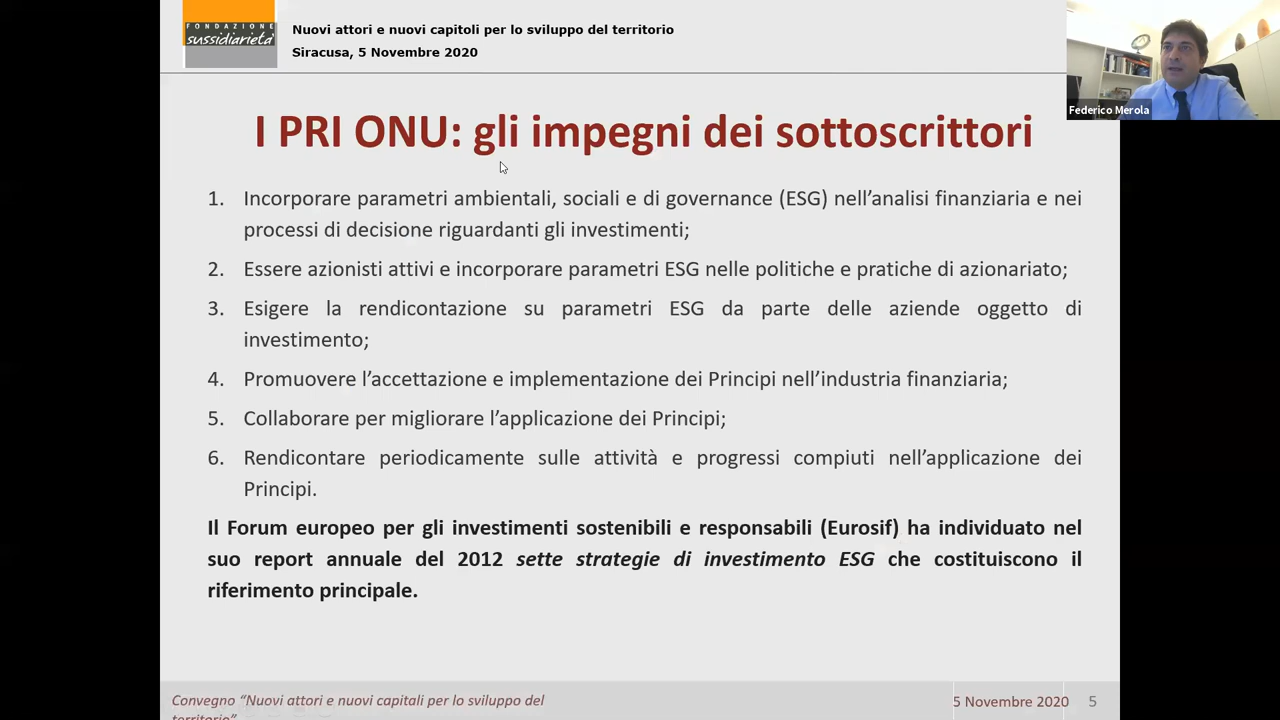 FONDAZIONE
sussidiarietà
Nuovi attori e nuovi capitoli per lo sviluppo del territorio
Siracusa, 5 Novembre 2020
Federico Merola
I PRI ONU: gli impegni dei sottoscrittori
1. Incorporare parametri ambientali, sociali e di governance (ESG) nell’analisi finanziaria e nei
processi di decisione riguardanti gli investimenti;
2. Essere azionisti attivi e incorporare parametri ESG nelle politiche e pratiche di azionariato;
3. Esigere la rendicontazione su parametri ESG da parte delle aziende oggetto di
investimento;
4. Promuovere l’accettazione e implementazione dei Principi nell’industria finanziaria;
5. Collaborare per migliorare l’applicazione dei Principi;
6. Rendicontare periodicamente sulle attività e progressi compiuti nell’applicazione dei
Principi.
Il Forum europeo per gli investimenti sostenibili e responsabili (Eurosif) ha individuato nel
suo report annuale del 2012 sette strategie di investimento ESG che costituiscono il
riferimento principale.
Convegno “Nuovi attori e nuovi capitali per lo sviluppo del
territorio”
5 Novembre 2020
5